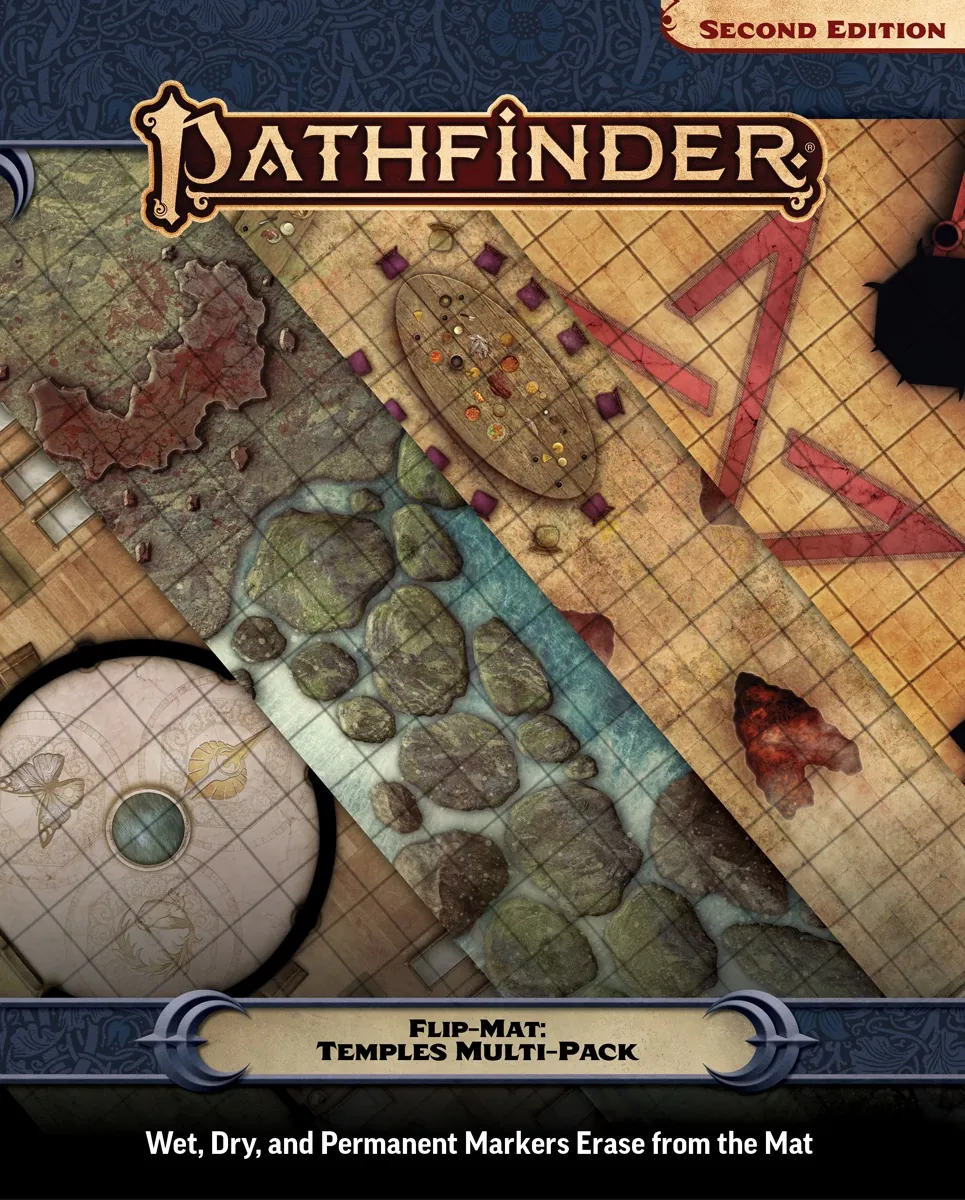 SECOND EDITION
PATHFINDER®
FLIP-MAT:
TEMPLES MULTI-PACK
Wet, Dry, and Permanent Markers Erase from the Mat